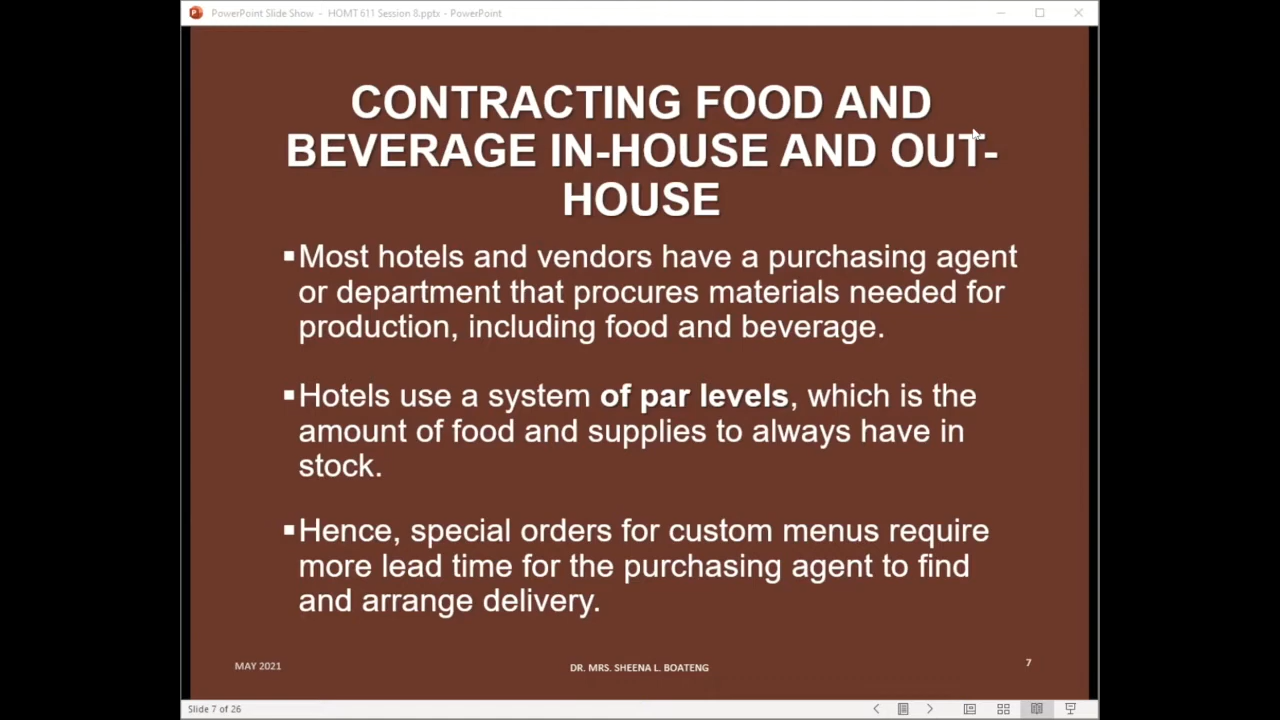 PowerPoint Slide Show - HOMT 611 Session 8.pptx - PowerPoint
CONTRACTING FOOD AND
BEVERAGE IN-HOUSE AND OUT-
HOUSE
▪Most hotels and vendors have a purchasing agent
or department that procures materials needed for
production, including food and beverage.
▪Hotels use a system of par levels, which is the
amount of food and supplies to always have in
stock.
▪Hence, special orders for custom menus require
more lead time for the purchasing agent to find
and arrange delivery.
MAY 2021
DR. MRS. SHEENA L. BOATENG
7
Slide 7 of 26